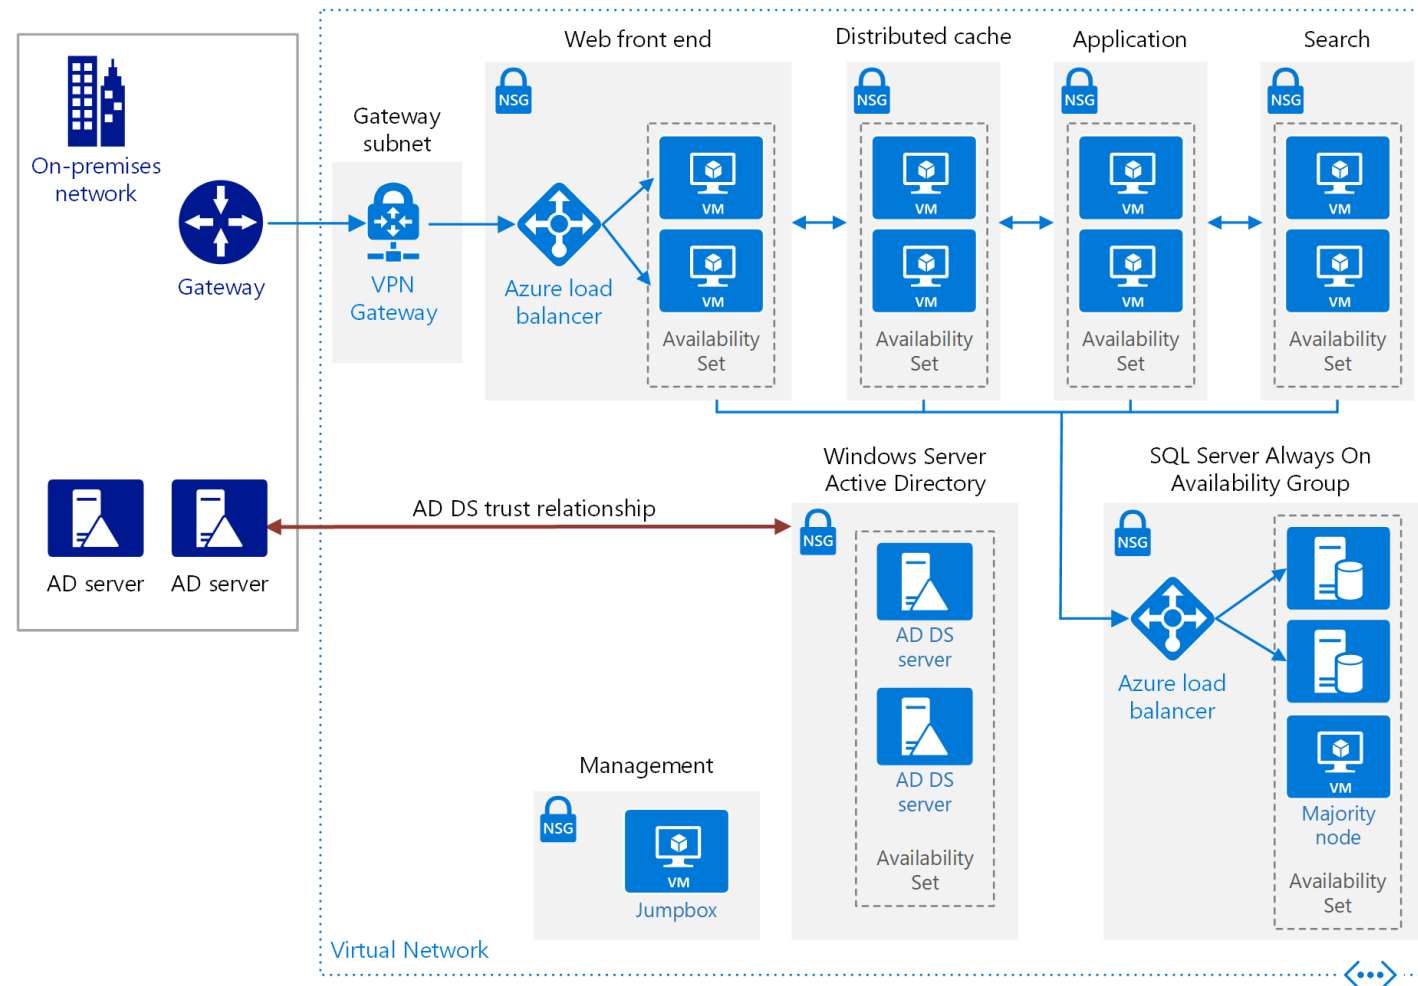 Web front end
Distributed cache
Application
Search
NSG
NSG
NSG
NSG
On-premises
network
Gateway
Gateway
subnet
VPN
Gateway
Azure load
balancer
VM
VM
Availability
Set
VM
VM
Availability
Set
VM
VM
Availability
Set
VM
VM
Availability
Set
AD server
AD server
AD DS trust relationship
Windows Server
Active Directory
NSG
AD DS
server
AD DS
server
Availability
Set
SQL Server Always On
Availability Group
NSG
Azure load
balancer
VM
Majority
node
Availability
Set
Management
NSG
VM
Jumpbox
Virtual Network